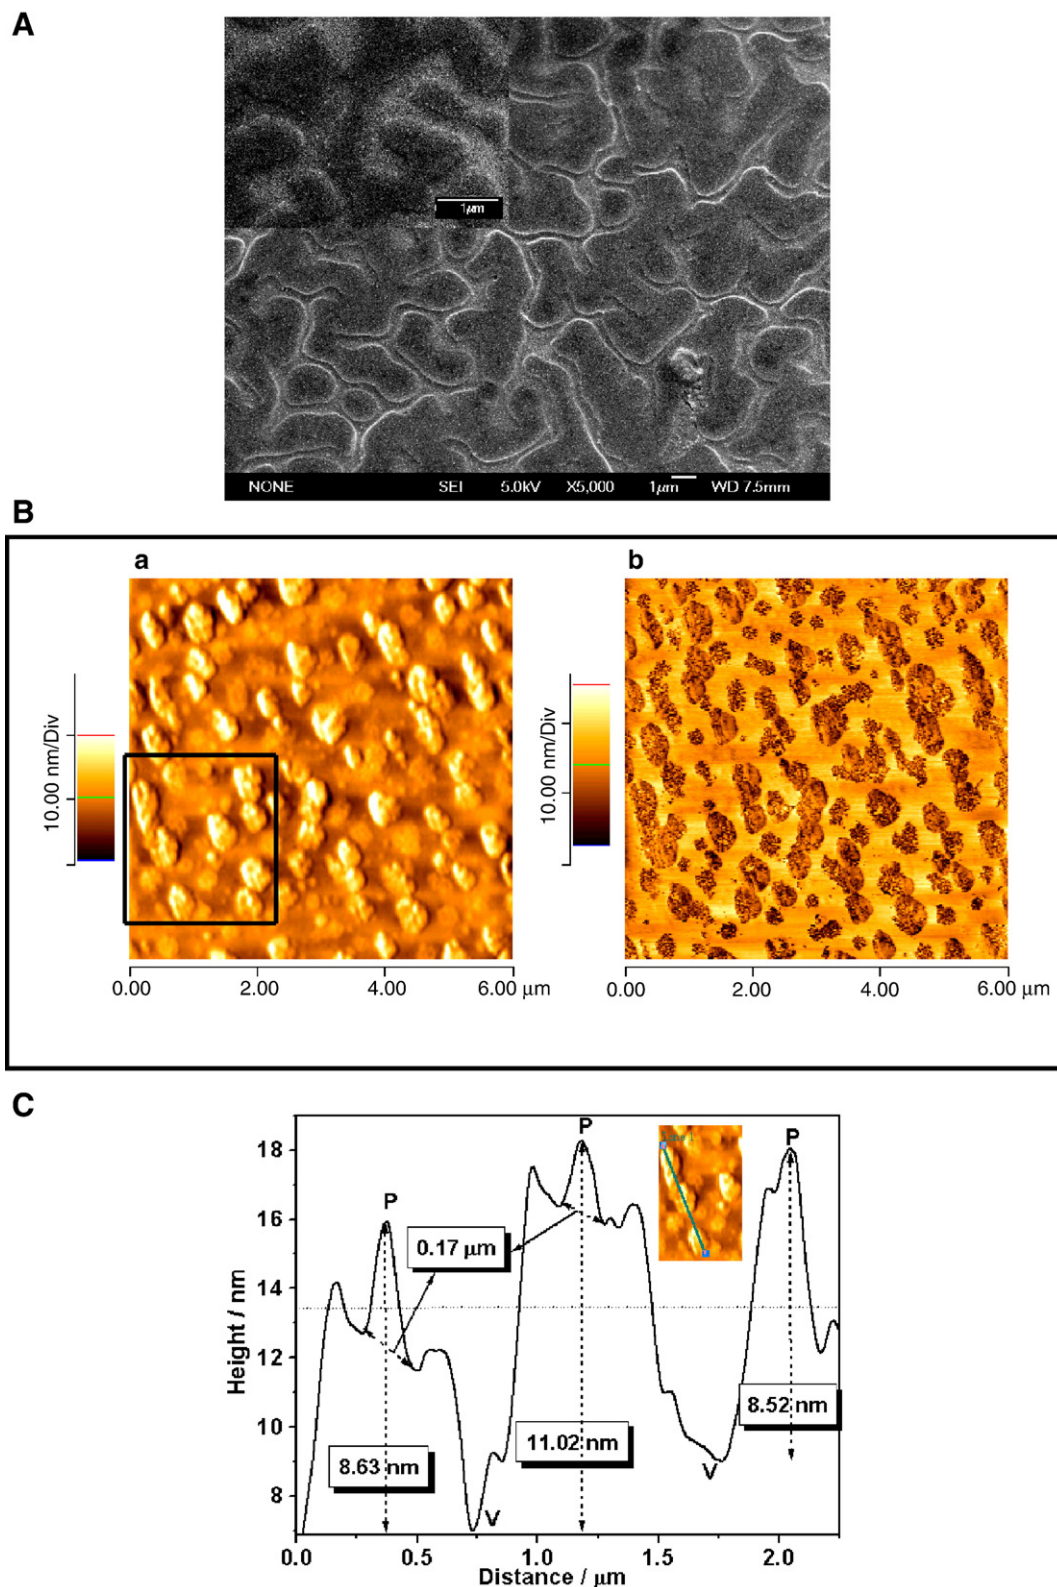 A
1μm
NONE SEI 5.0kV X5,000 1μm WD 7.5mm
B
a
b
10.00 nm/Div
10.00 nm/Div
0.00 2.00 4.00 6.00 μm
0.00 2.00 4.00 6.00 μm
C
P
P
P
0.17 μm
8.63 nm
11.02 nm
8.52 nm
V
V
Height / nm
18
16
14
12
10
8
0.0 0.5 1.0 1.5 2.0
Distance / μm